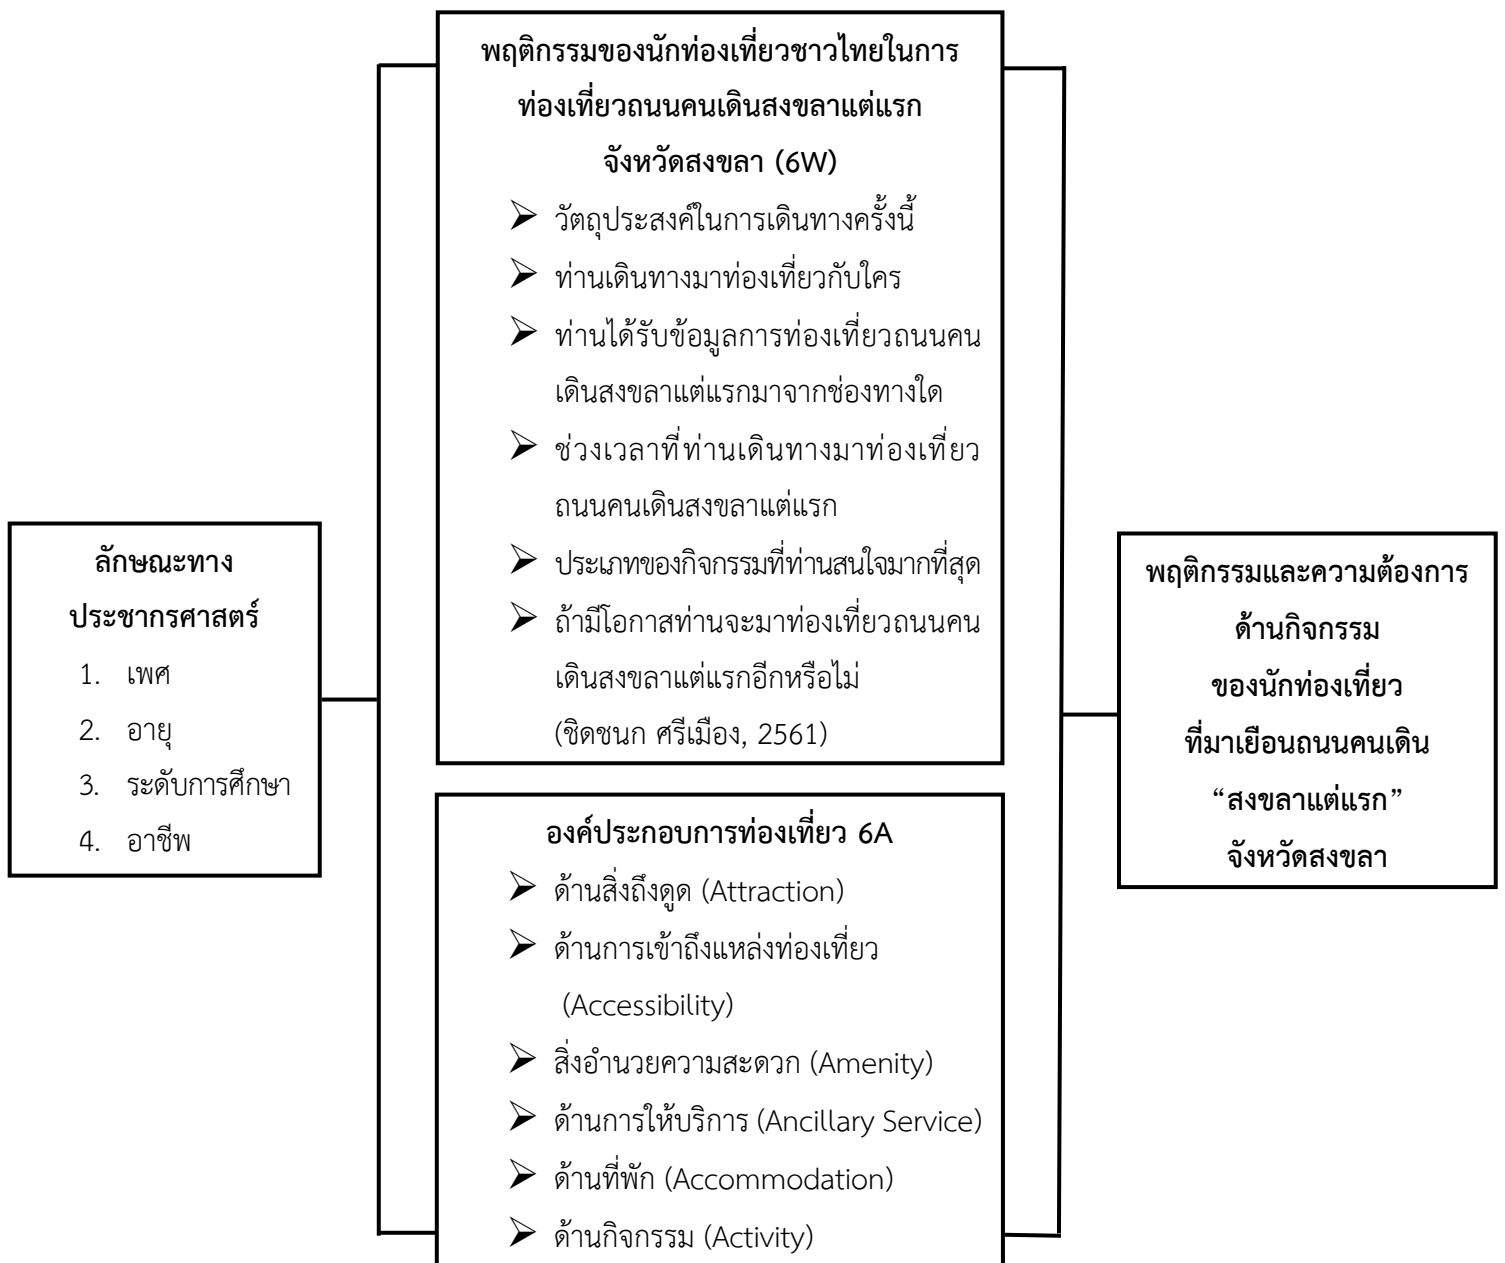 พฤติกรรมของนักท่องเที่ยวชาวไทยในการ
ท่องเที่ยวถนนคนเดินสงขลาแต่แรก
จังหวัดสงขลา (6W)
➢ วัตถุประสงค์ในการเดินทางครั้งนี้
➢ ท่านเดินทางมาท่องเที่ยวกับใคร
➢ ท่านได้รับข้อมูลการท่องเที่ยวถนนคน
เดินสงขลาแต่แรกมาจากช่องทางใด
➢ ช่วงเวลาที่ท่านเดินทางมาท่องเที่ยว
ถนนคนเดินสงขลาแต่แรก
➢ ประเภทของกิจกรรมที่ท่านสนใจมากที่สุด
➢ ถ้ามีโอกาสท่านจะมาท่องเที่ยวถนนคน
เดินสงขลาแต่แรกอีกหรือไม่
(ชิดชนก ศรีเมือง, 2561)
ลักษณะทาง
ประชากรศาสตร์
1. เพศ
2. อายุ
3. ระดับการศึกษา
4. อาชีพ
พฤติกรรมและความต้องการ
ด้านกิจกรรม
ของนักท่องเที่ยว
ที่มาเยือนถนนคนเดิน
“สงขลาแต่แรก”
จังหวัดสงขลา
องค์ประกอบการท่องเที่ยว 6A
➢ ด้านสิ่งถึงดูด (Attraction)
➢ ด้านการเข้าถึงแหล่งท่องเที่ยว
(Accessibility)
➢ สิ่งอำนวยความสะดวก (Amenity)
➢ ด้านการให้บริการ (Ancillary Service)
➢ ด้านที่พัก (Accommodation)
➢ ด้านกิจกรรม (Activity)